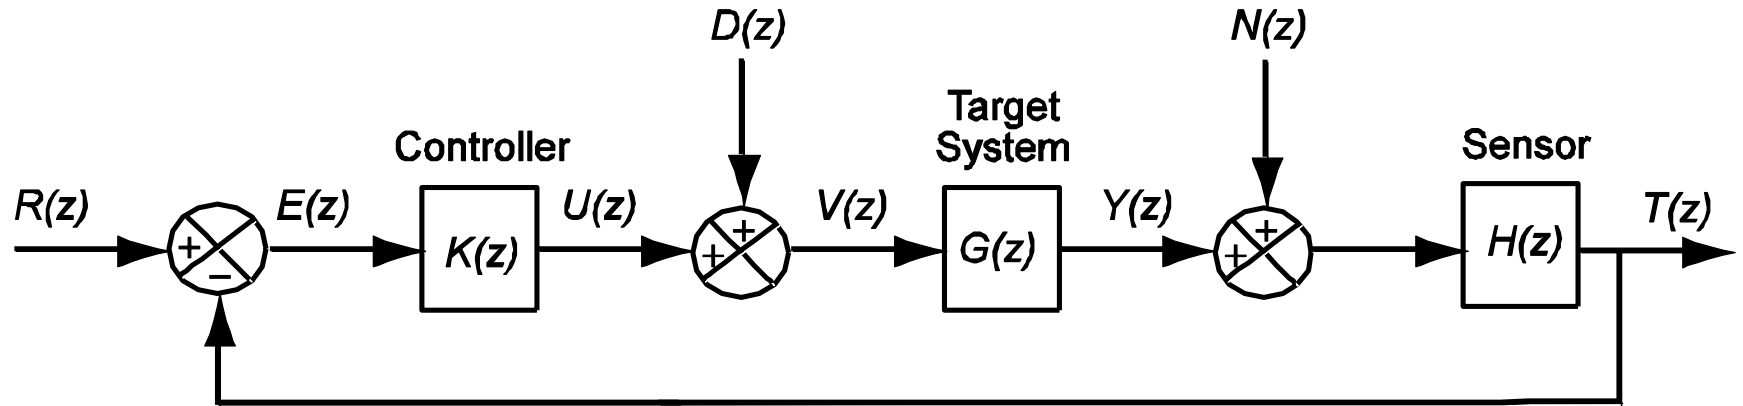 D(z)
N(z)
Target
System
Controller
Sensor
R(z)
E(z)
U(z)
V(z)
Y(z)
T(z)
K(z)
G(z)
H(z)
+
−
+
+
+
+